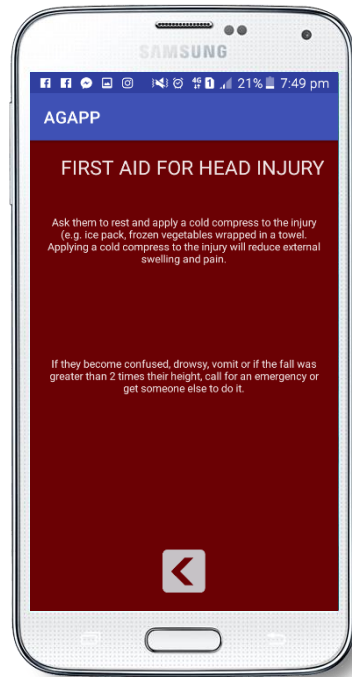 SAMSUNG
21% 7:49 pm
AGAPP
FIRST AID FOR HEAD INJURY
Ask them to rest and apply a cold compress to the injury
(e.g. ice pack, frozen vegetables wrapped in a towel.
Applying a cold compress to the injury will reduce external
swelling and pain.
If they become confused, drowsy, vomit or if the fall was
greater than 2 times their height, call for an emergency or
get someone else to do it.